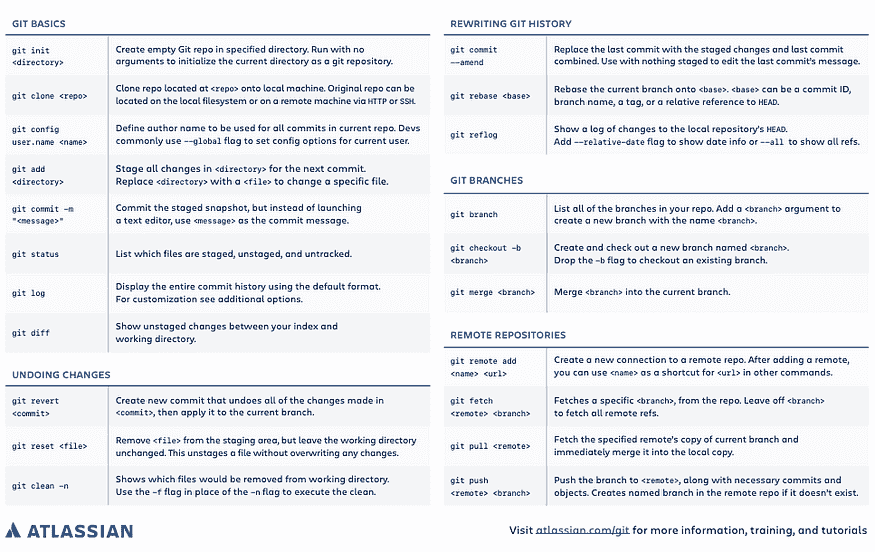 GIT BASICS
git init
<directory>
Create empty Git repo in specified directory. Run with no
arguments to initialize the current directory as a git repository.
git clone <repo>
Clone repo located at <repo> onto local machine. Original repo can be
located on the local filesystem or on a remote machine via HTTP or SSH.
git config
user.name <name>
Define author name to be used for all commits in current repo. Devs
commonly use --global flag to set config options for current user.
git add
<directory>
Stage all changes in <directory> for the next commit.
Replace <directory> with a <file> to change a specific file.
git commit -m
"<message>"
Commit the staged snapshot, but instead of launching
a text editor, use <message> as the commit message.
git status
List which files are staged, unstaged, and untracked.
git log
Display the entire commit history using the default format.
For customization see additional options.
git diff
Show unstaged changes between your index and
working directory.
UNDOING CHANGES
git revert
<commit>
Create new commit that undoes all of the changes made in
<commit>, then apply it to the current branch.
git reset <file>
Remove <file> from the staging area, but leave the working directory
unchanged. This unstages a file without overwriting any changes.
git clean -n
Shows which files would be removed from working directory.
Use the -f flag in place of the -n flag to execute the clean.
REWRITING GIT HISTORY
git commit
--amend
Replace the last commit with the staged changes and last commit
combined. Use with nothing staged to edit the last commit's message.
git rebase <base>
Rebase the current branch onto <base>. <base> can be a commit ID,
branch name, a tag, or a relative reference to HEAD.
git reflog
Show a log of changes to the local repository's HEAD.
Add --relative-date flag to show date info or --all to show all refs.
GIT BRANCHES
git branch
List all of the branches in your repo. Add a <branch> argument to
create a new branch with the name <branch>.
git checkout -b
<branch>
Create and check out a new branch named <branch>.
Drop the -b flag to checkout an existing branch.
git merge <branch>
Merge <branch> into the current branch.
REMOTE REPOSITORIES
git remote add
<name> <url>
Create a new connection to a remote repo. After adding a remote,
you can use <name> as a shortcut for <url> in other commands.
git fetch
<remote> <branch>
Fetches a specific <branch>, from the repo. Leave off <branch>
to fetch all remote refs.
git pull <remote>
Fetch the specified remote's copy of current branch and
immediately merge it into the local copy.
git push
<remote> <branch>
Push the branch to <remote>, along with necessary commits and
objects. Creates named branch in the remote repo if it doesn't exist.
ATLASSIAN
Visit atlassian.com/git for more information, training, and tutorials